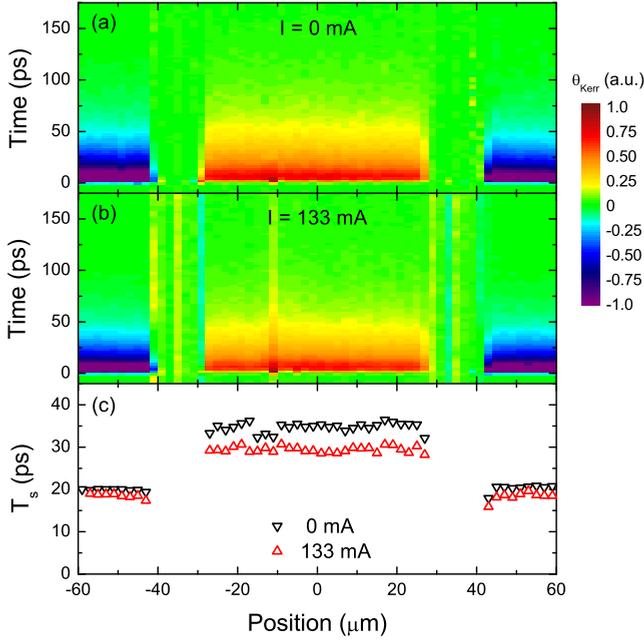 (a)
I = 0 mA
150
100
50
0
Time (ps)
θKerr (a.u.)
1.0
0.75
0.50
0.25
0
-0.25
-0.50
-0.75
-1.0
(b)
I = 133 mA
150
100
50
0
Time (ps)
(c)
40
30
20
10
0
Ts (ps)
0 mA
133 mA
-60 -40 -20 0 20 40 60
Position (μm)